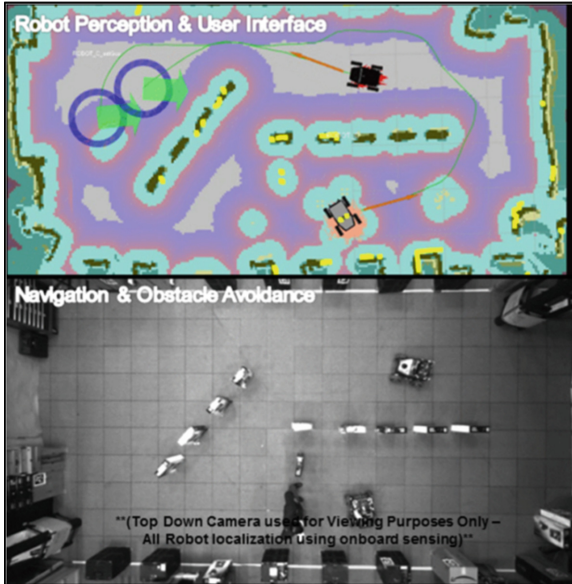 Robot Perception & User Interface
Navigation & Obstacle Avoidance
**(Top Down Camera used for Viewing Purposes Only –
All Robot localization using onboard sensing)**